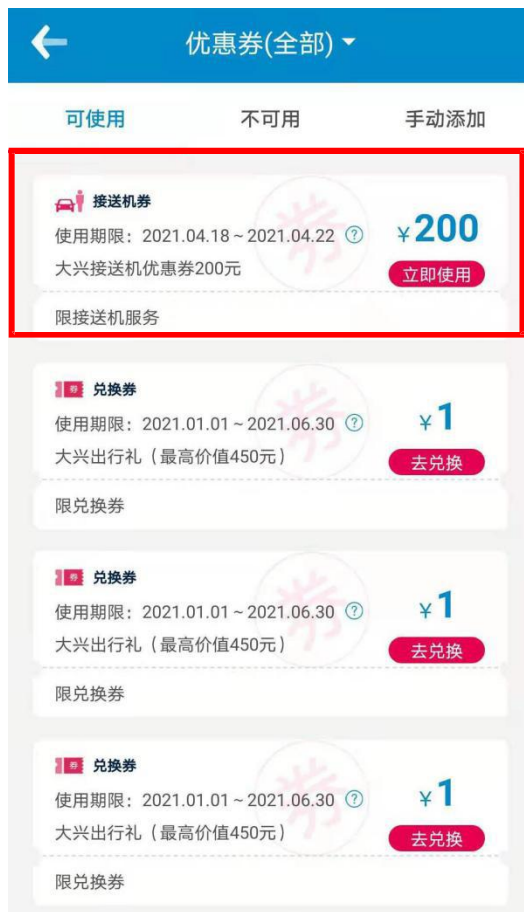 优惠券(全部)
可使用 不可用 手动添加
接送机券
使用期限：2021.04.18～2021.04.22 ?
¥200
大兴接送机优惠券200元
立即使用
限接送机服务
券
兑换券
使用期限：2021.01.01～2021.06.30 ?
¥1
大兴出行礼（最高价值450元）
去兑换
限兑换券
券
兑换券
使用期限：2021.01.01～2021.06.30 ?
¥1
大兴出行礼（最高价值450元）
去兑换
限兑换券
券
兑换券
使用期限：2021.01.01～2021.06.30 ?
¥1
大兴出行礼（最高价值450元）
去兑换
限兑换券
券